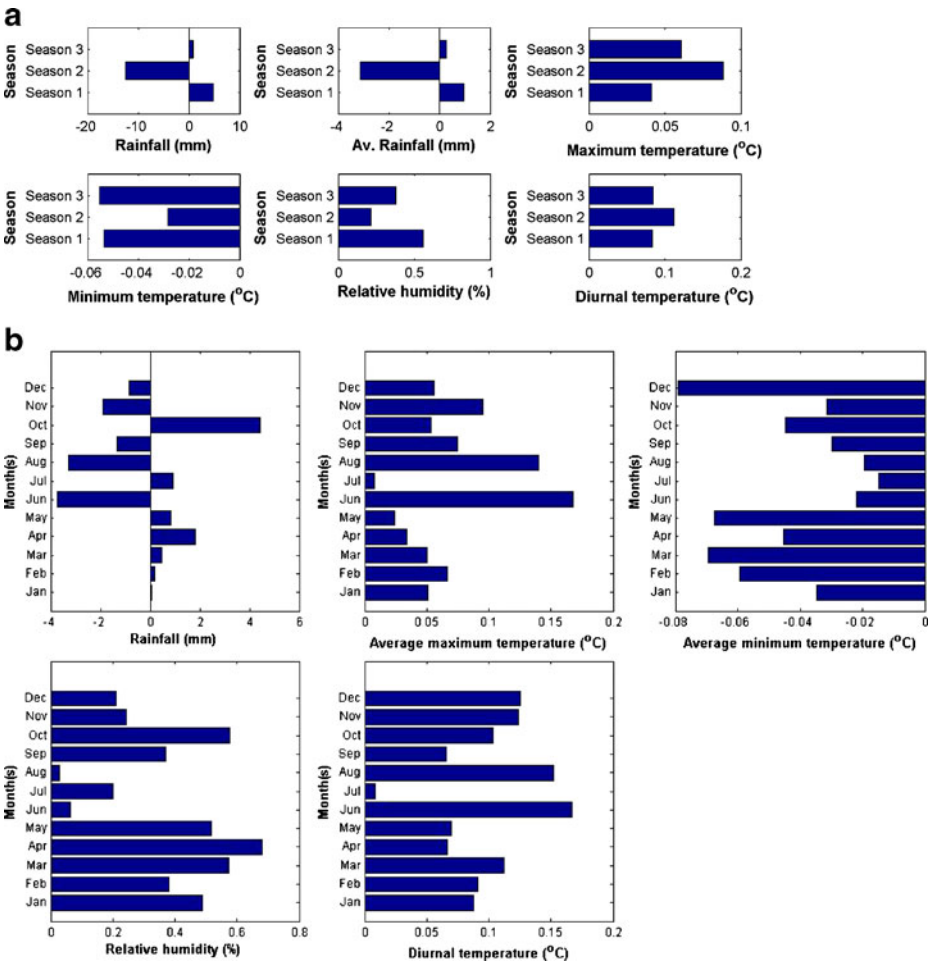 a
Season
Season 3
Season 2
Season 1
-20 -10 0 10
Rainfall (mm)
Season
Season 3
Season 2
Season 1
-4 -2 0 2
Av. Rainfall (mm)
Season
Season 3
Season 2
Season 1
0 0.05 0.1
Maximum temperature (°C)
Season
Season 3
Season 2
Season 1
-0.06 -0.04 -0.02 0
Minimum temperature (°C)
Season
Season 3
Season 2
Season 1
0 0.5 1
Relative humidity (%)
Season
Season 3
Season 2
Season 1
0 0.1 0.2
Diurnal temperature (°C)
b
Month(s)
Dec
Nov
Oct
Sep
Aug
Jul
Jun
May
Apr
Mar
Feb
Jan
-4 -2 0 2 4 6
Rainfall (mm)
Month(s)
Dec
Nov
Oct
Sep
Aug
Jul
Jun
May
Apr
Mar
Feb
Jan
0 0.05 0.1 0.15 0.2
Average maximum temperature (°C)
Month(s)
Dec
Nov
Oct
Sep
Aug
Jul
Jun
May
Apr
Mar
Feb
Jan
-0.08 -0.06 -0.04 -0.02 0
Average minimum temperature (°C)
Month(s)
Dec
Nov
Oct
Sep
Aug
Jul
Jun
May
Apr
Mar
Feb
Jan
0 0.2 0.4 0.6 0.8
Relative humidity (%)
Month(s)
Dec
Nov
Oct
Sep
Aug
Jul
Jun
May
Apr
Mar
Feb
Jan
0 0.05 0.1 0.15 0.2
Diurnal temperature (°C)